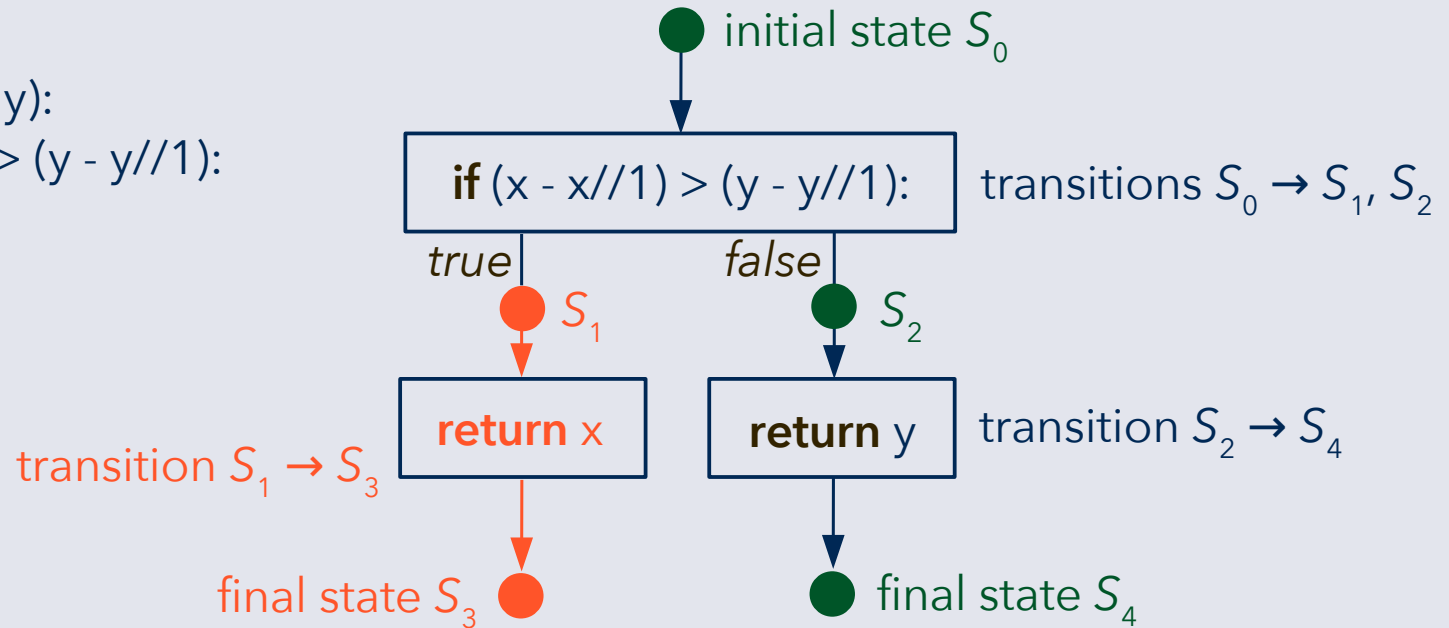 initial state S₀
y):
> (y - y//1):
if (x - x//1) > (y - y//1):
transitions S₀ → S₁, S₂
true
false
S₁
S₂
return x
return y
transition S₂ → S₄
transition S₁ → S₃
final state S₃
final state S₄